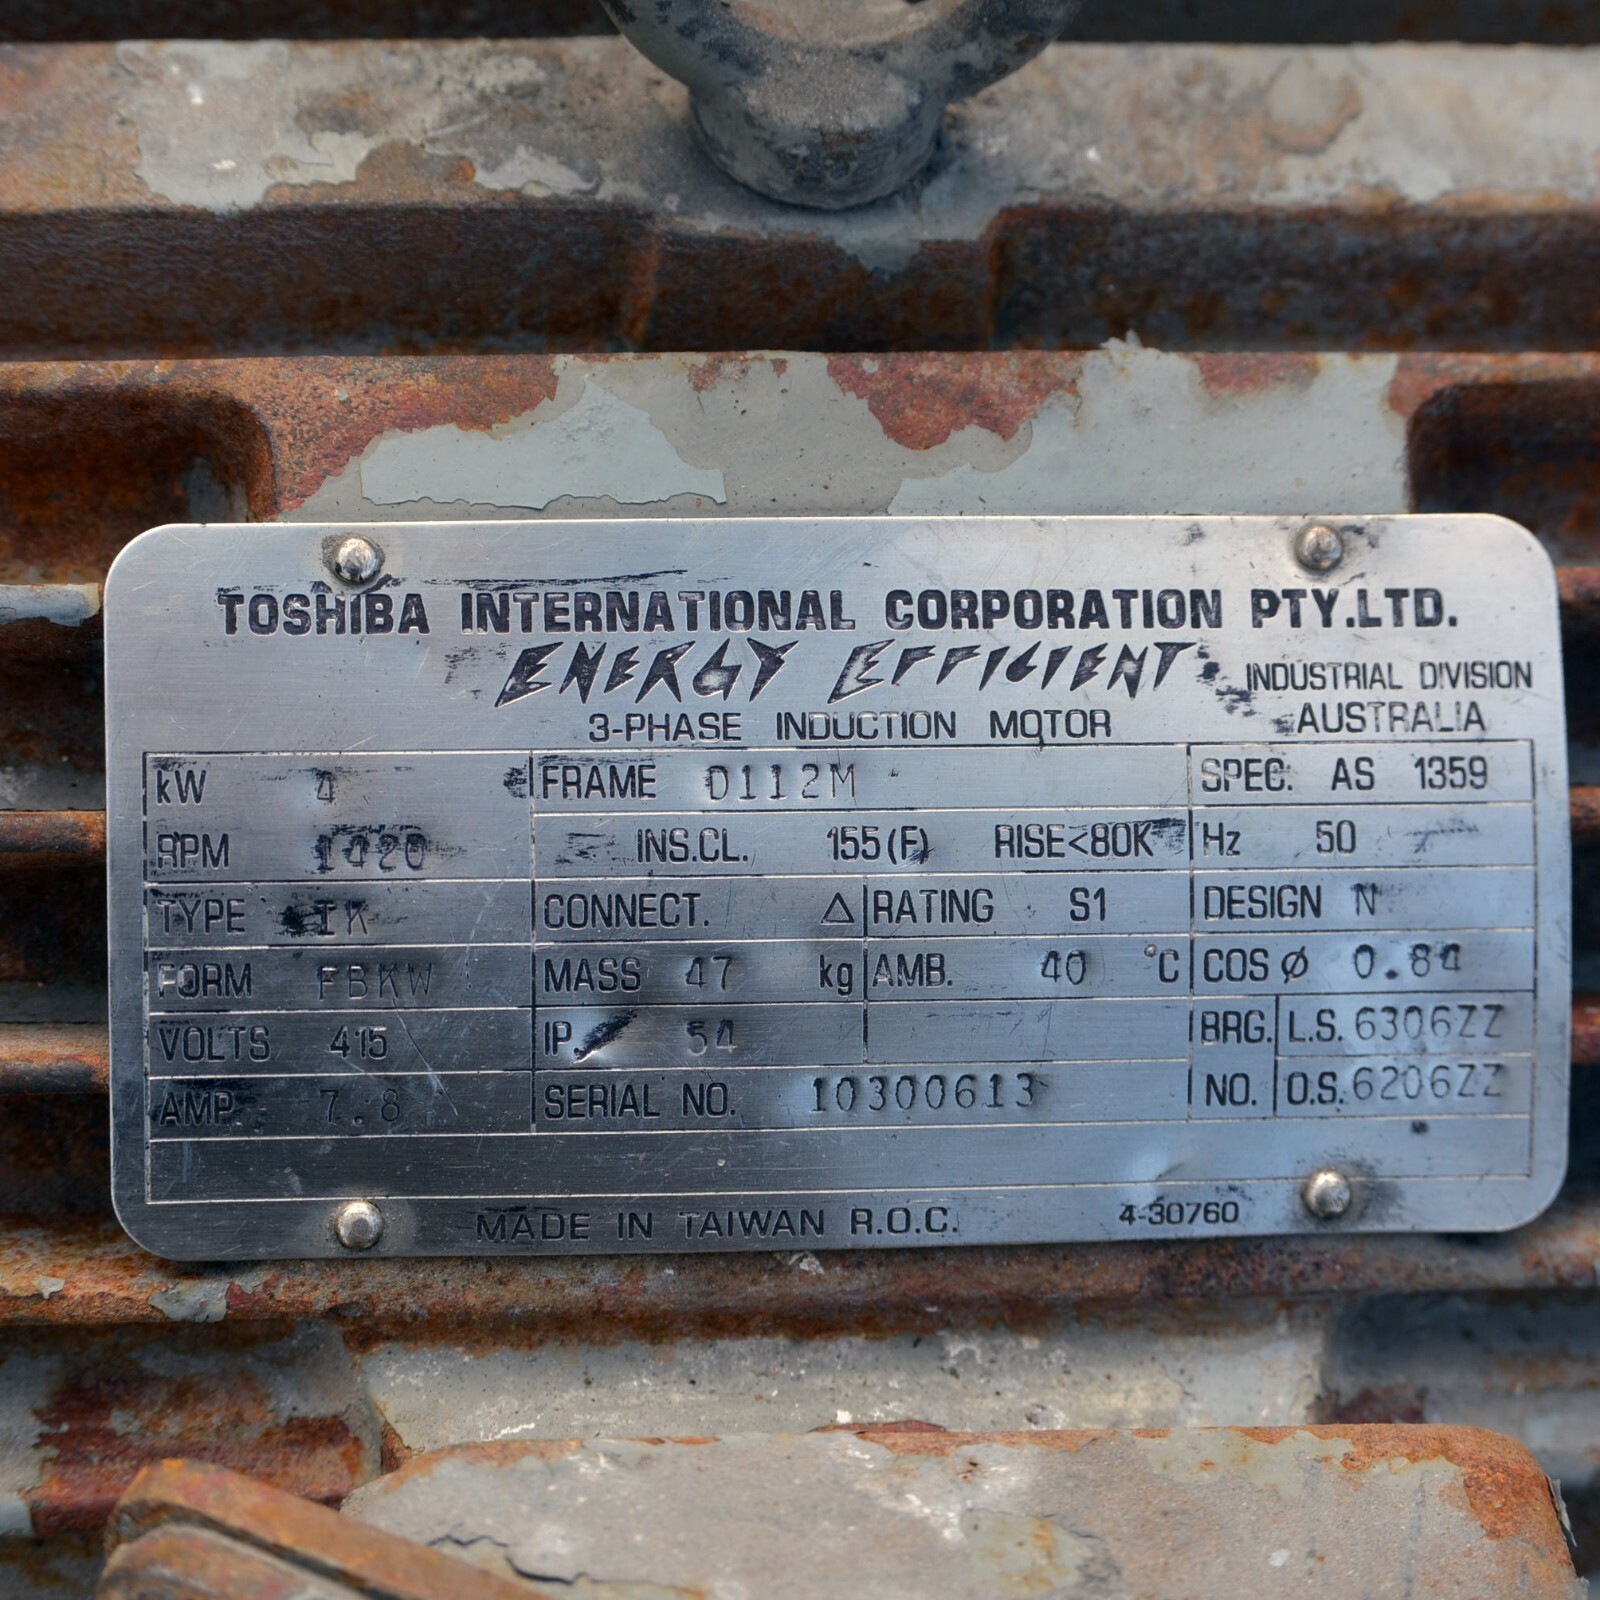 TOSHIBA INTERNATIONAL CORPORATION PTY.LTD.
ENERGY EFFICIENT
INDUSTRIAL DIVISION
3-PHASE INDUCTION MOTOR
AUSTRALIA
kW 4 FRAME D112M SPEC: AS 1359
RPM 1420 INS.CL. 155(F) RISE<80K Hz 50
TYPE IK CONNECT. △ RATING S1 DESIGN N
FORM FBKW MASS 47 kg AMB. 40 °C COS Ø 0.84
VOLTS 415 IP. 54 BRG. L.S. 6306ZZ
AMP. 7.8 SERIAL NO. 10300613 NO. O.S. 6206ZZ
MADE IN TAIWAN R.O.C. 4-30760